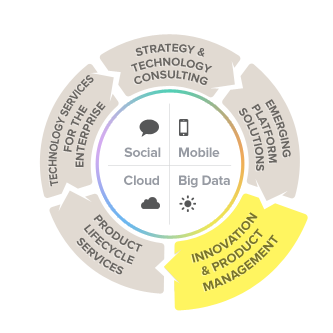 STRATEGY &
TECHNOLOGY
CONSULTING
EMERGING
PLATFORM
SOLUTIONS
INNOVATION
& PRODUCT
MANAGEMENT
PRODUCT
LIFECYCLE
SERVICES
TECHNOLOGY SERVICES
FOR THE
ENTERPRISE
Social
Mobile
Cloud
Big Data